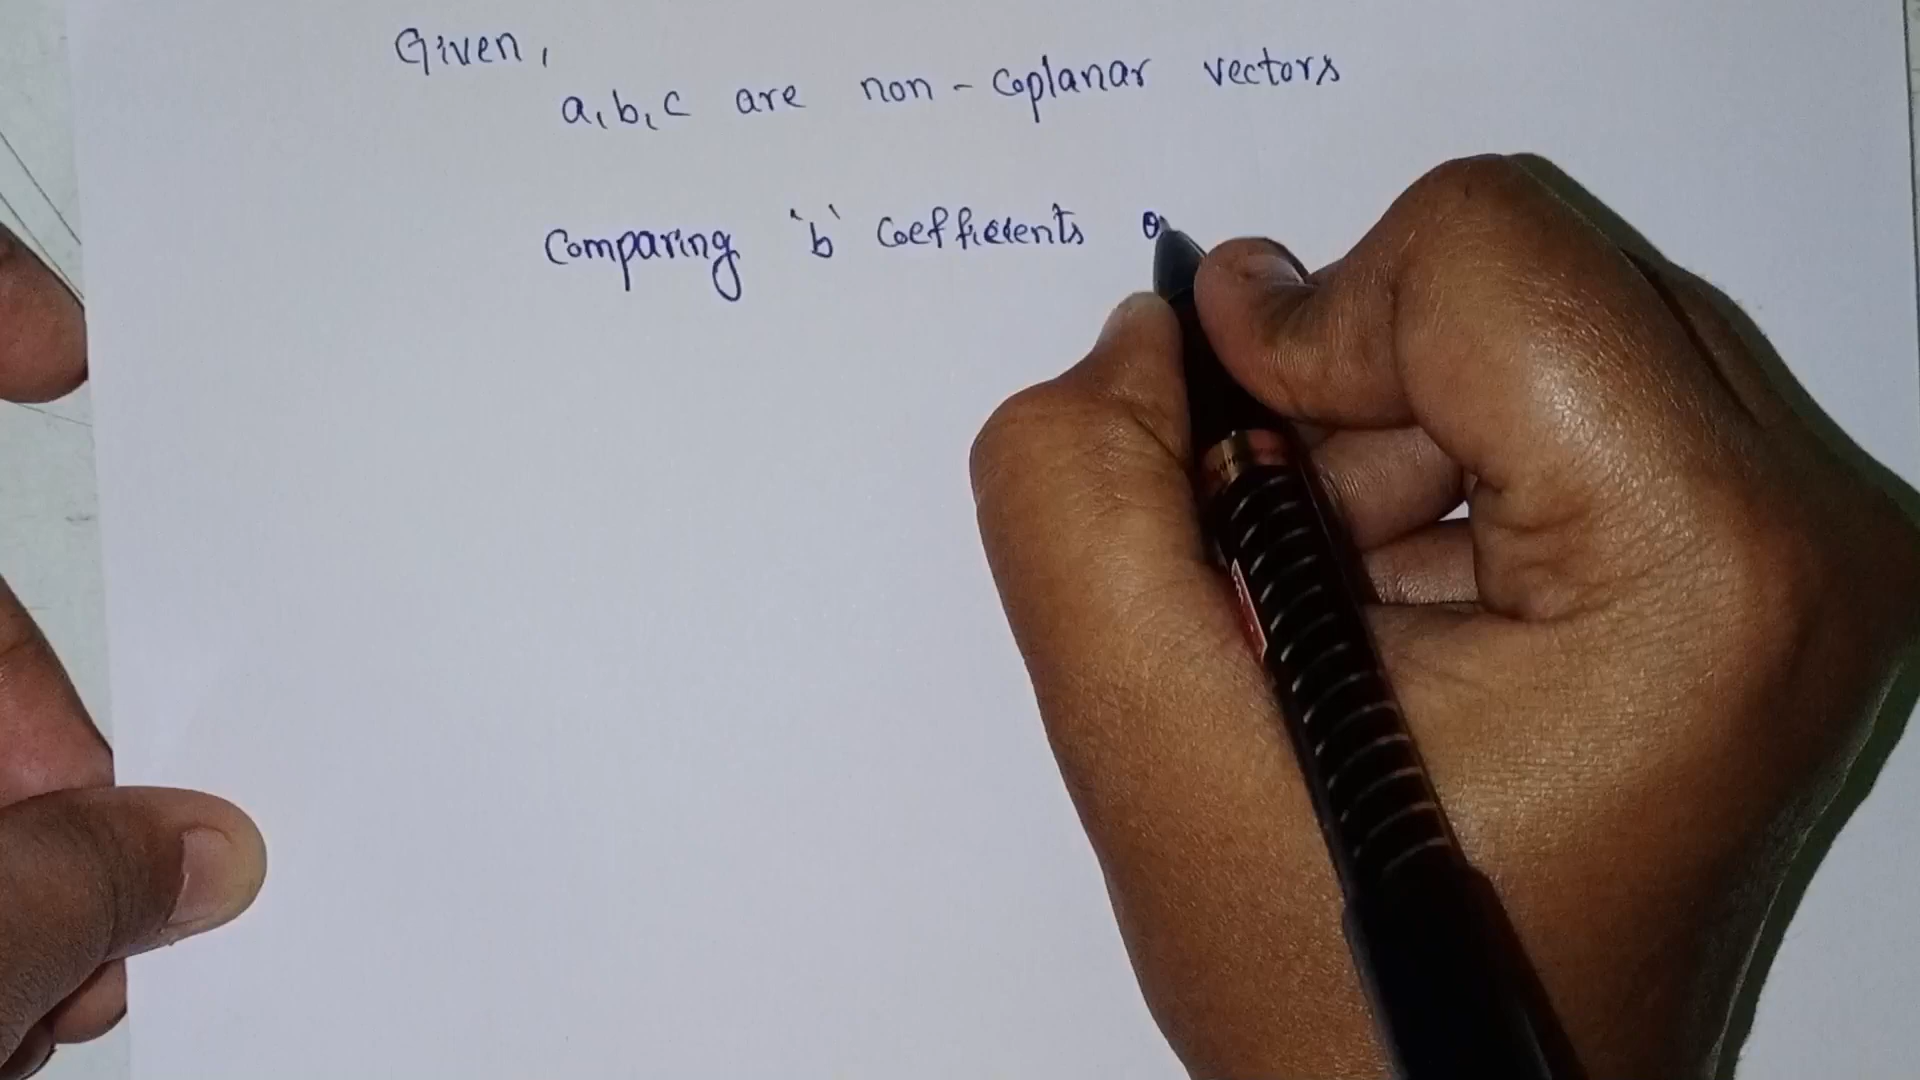 Given,
a,b,c are non-coplanar vectors
Comparing 'b' coefficients